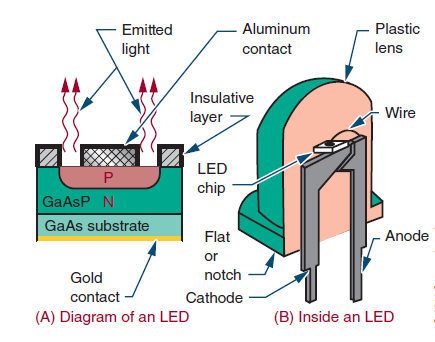 Emitted
light
Aluminum
contact
Plastic
lens
Insulative
layer
Wire
P
LED
chip
GaAsP N
GaAs substrate
Flat
or
notch
Anode
Gold
contact
Cathode
(A) Diagram of an LED
(B) Inside an LED